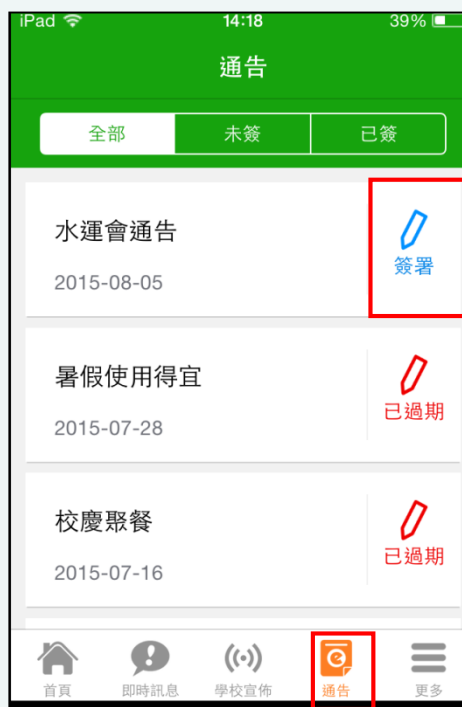 iPad 14:18 39%
通告
全部 未簽 已簽
水運會通告
簽署
2015-08-05
暑假使用得宜
已過期
2015-07-28
校慶聚餐
已過期
2015-07-16
首頁 即時訊息 學校宣佈 通告 更多